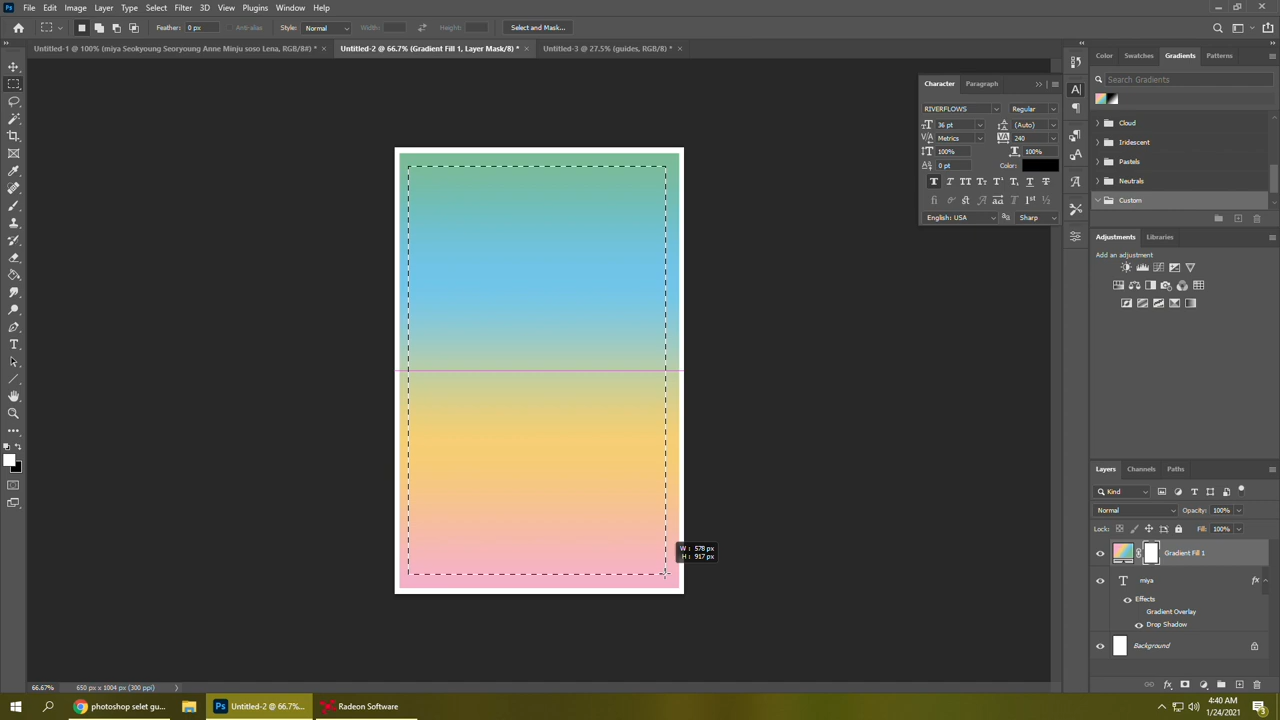 Ps File Edit Image Layer Type Select Filter 3D View Plugins Window Help
Feather: 0 px Anti-alias Style: Normal Width: Height: Select and Mask...
Untitled-1 @ 100% (miya Seokyoung Seoryoung Anne Minju soso Lena, RGB/8#) * × Untitled-2 @ 66.7% (Gradient Fill 1, Layer Mask/8) * × Untitled-3 @ 27.5% (guides, RGB/8) * ×
Color Swatches Gradients Patterns
Search Gradients
Cloud
Iridescent
Pastels
Neutrals
Custom
Character Paragraph
RIVERFLOWS Regular
36 pt (Auto)
Metrics 240
100% 100%
0 pt Color:
English: USA Sharp
Adjustments Libraries
Add an adjustment
W: 578 px
H: 917 px
Layers Channels Paths
Kind
Normal Opacity: 100%
Lock: Fill: 100%
Gradient Fill 1
miya fx
Effects
Gradient Overlay
Drop Shadow
Background
66.67% 650 px x 1004 px (300 ppi)
photoshop selet gu... Ps Untitled-2 @ 66.7%... Radeon Software
4:40 AM
1/24/2021
3